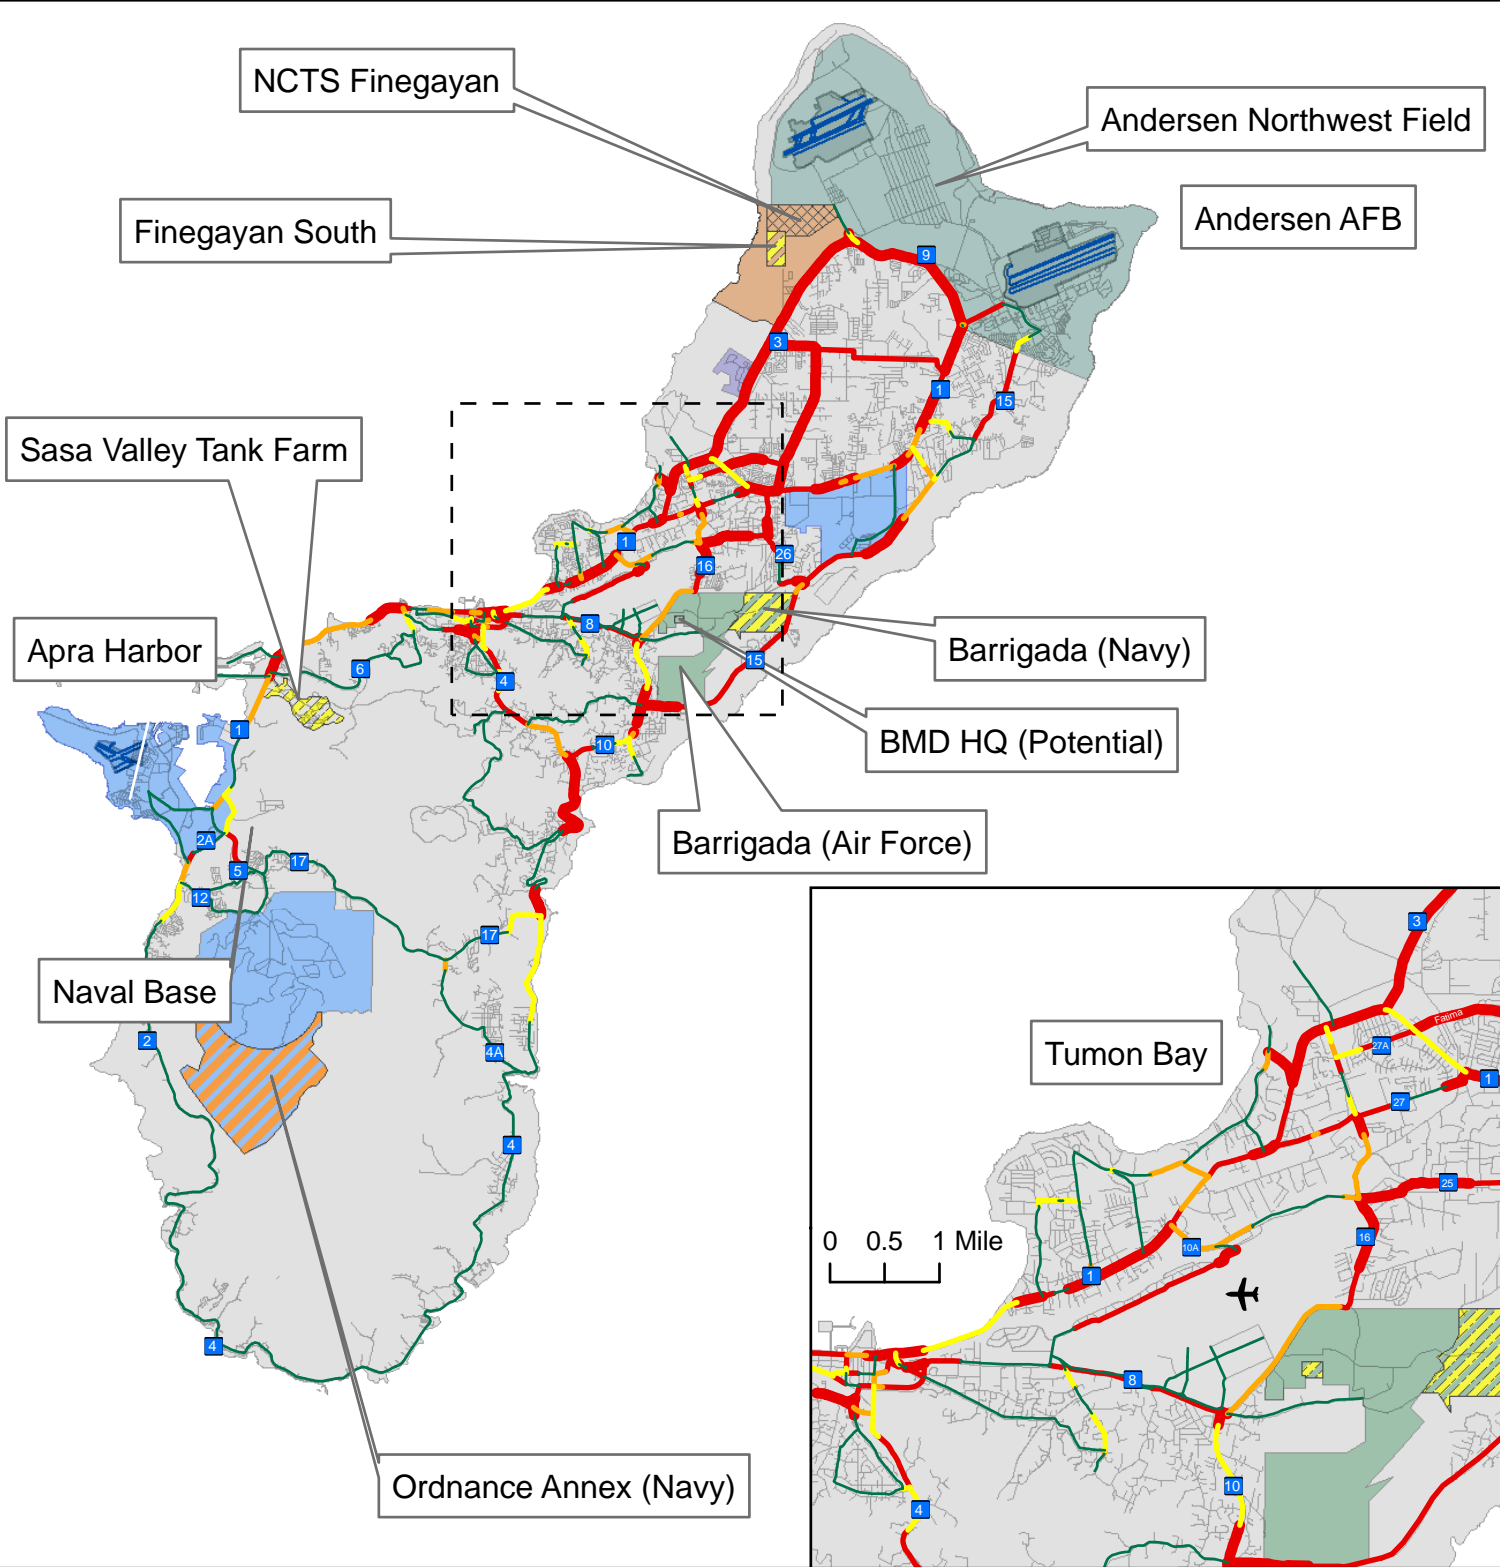 NCTS Finegayan
Andersen Northwest Field
Finegayan South
Andersen AFB
9
3
1
15
Sasa Valley Tank Farm
1
26
16
8
Apra Harbor
6
4
15
Barrigada (Navy)
1
10
BMD HQ (Potential)
2A
5
17
Barrigada (Air Force)
12
17
Naval Base
2
4A
4
4
Ordnance Annex (Navy)
3
Fatima
Tumon Bay
27A
1
27
25
0 0.5 1 Mile
10A
16
1
8
10
4